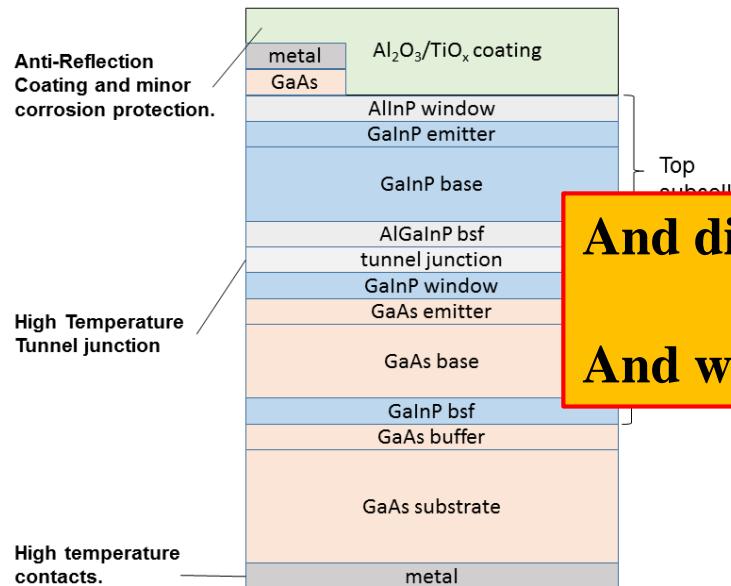 Anti-Reflection
Coating and minor
corrosion protection.
metal
GaAs
Al₂O₃/TiOₓ coating
AlInP window
GaInP emitter
GaInP base
Top
AlGaInP bsf
tunnel junction
GaInP window
GaAs emitter
High Temperature
Tunnel junction
GaAs base
GaInP bsf
GaAs buffer
GaAs substrate
High temperature
contacts.
metal
And
And